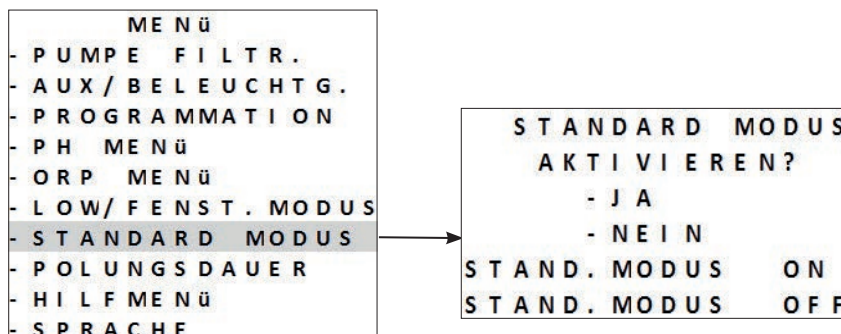 MENü
- PUMPE FILTR.
- AUX/BELEUCHTG.
- PROGRAMMATION
- PH MENü
- ORP MENü
- LOW/FENST. MODUS
- STANDARD MODUS
- POLUNGSDAUER
- HILFMENü
- SPRACHE
STANDARD MODUS
AKTIVIEREN?
- JA
- NEIN
STAND. MODUS ON
STAND. MODUS OFF